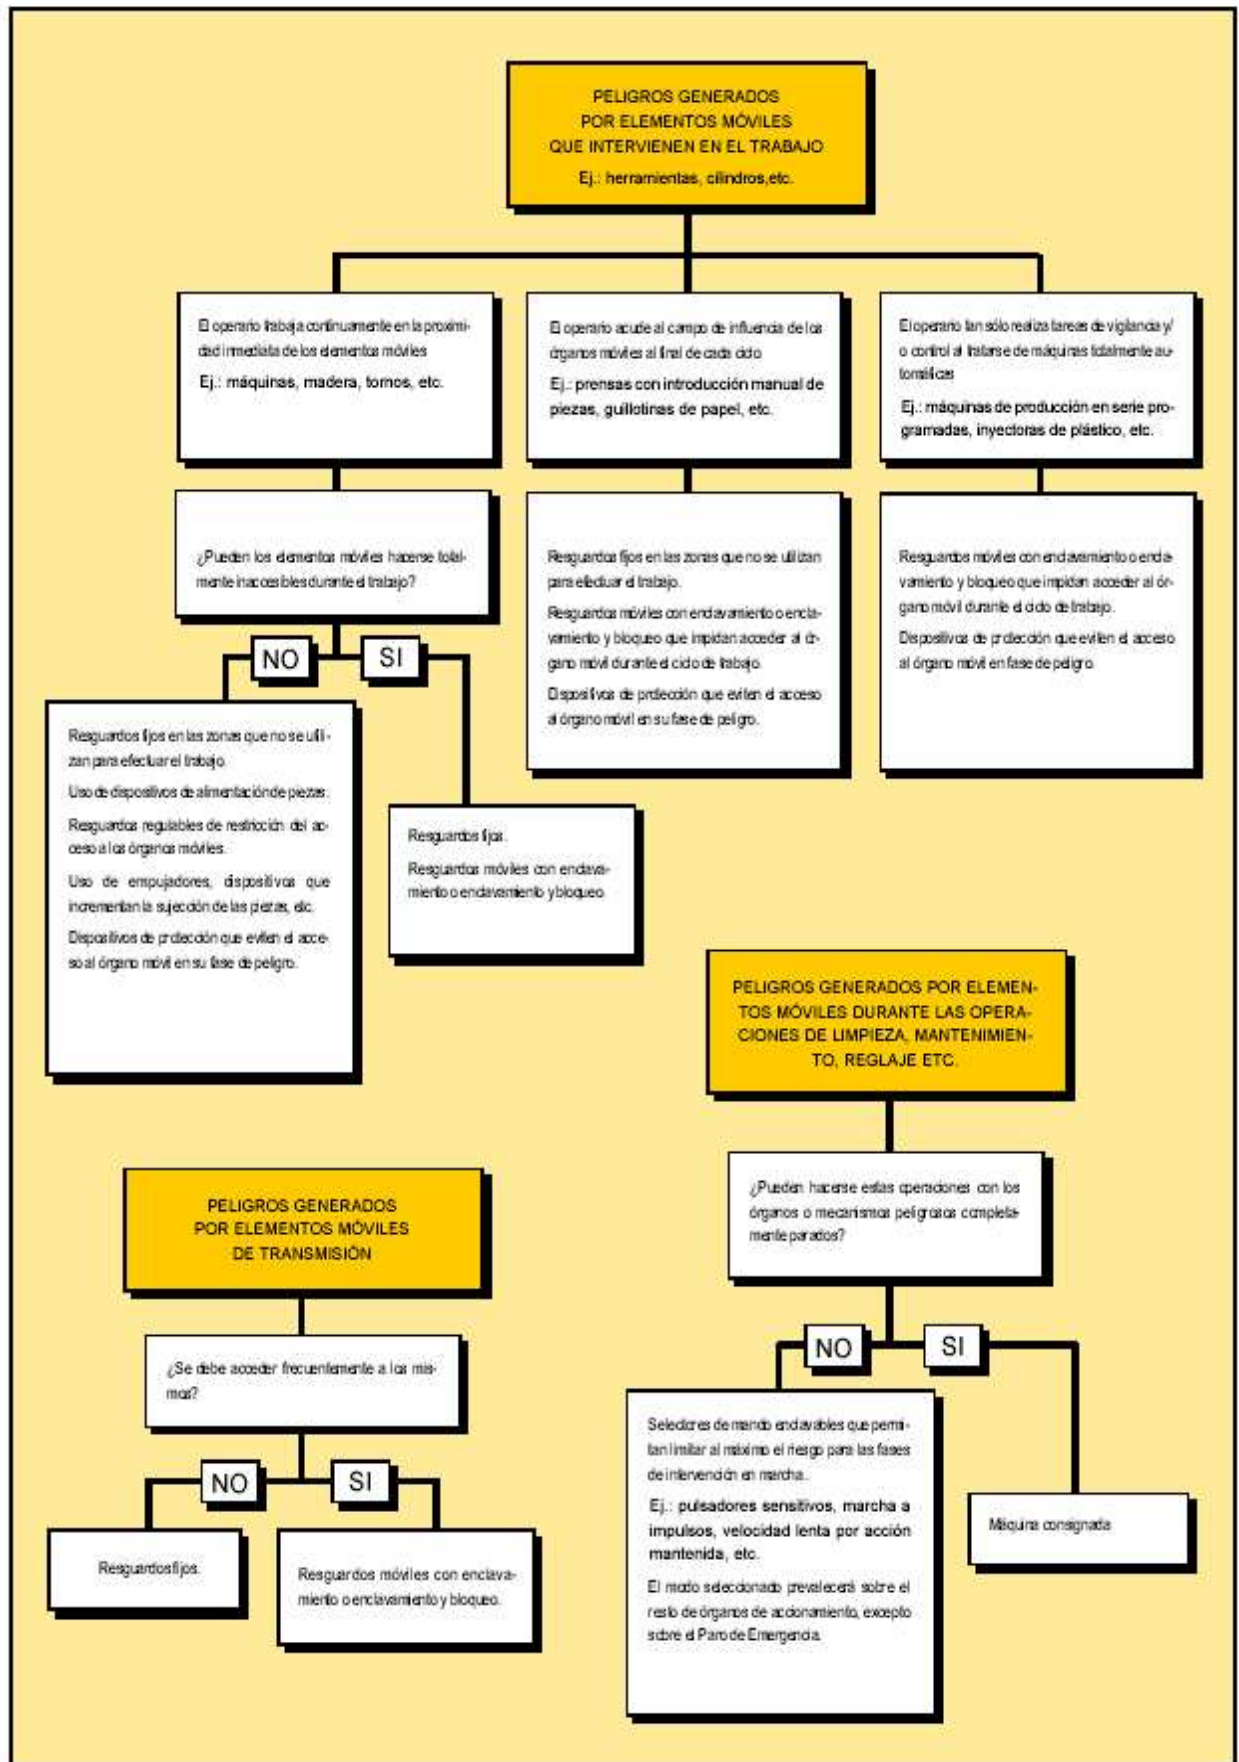 PELIGROS GENERADOS
POR ELEMENTOS MÓVILES
QUE INTERVIENEN EN EL TRABAJO
Ej.: herramientas, cilindros,etc.
El operario trabaja continuamente en la proximi-
dad inmediata de los elementos móviles
Ej.: máquinas, madera, tornos, etc.
El operario acude al campo de influencia de los
órganos móviles al final de cada ciclo
Ej.: prensas con introducción manual de
piezas, guillotinas de papel, etc.
El operario tan sólo realiza tareas de vigilancia y/
o control al tratarse de máquinas totalmente au-
tomáticas
Ej.: máquinas de producción en serie pro-
gramadas, inyectoras de plástico, etc.
¿Pueden los elementos móviles hacerse total-
mente inaccesibles durante el trabajo?
Resguardos fijos en las zonas que no se utilizan
para efectuar el trabajo.
Resguardos móviles con enclavamiento o encla-
vamiento y bloqueo que impidan acceder al ór-
gano móvil durante el ciclo de trabajo.
Dispositivos de protección que eviten el acceso
al órgano móvil en su fase de peligro.
Resguardos móviles con enclavamiento o encla-
vamiento y bloqueo que impidan acceder al ór-
gano móvil durante el ciclo de trabajo.
Dispositivos de protección que eviten el acceso
al órgano móvil en fase de peligro
NO
SI
Resguardos fijos en las zonas que no se utili-
zan para efectuar el trabajo.
Uso de dispositivos de alimentación de piezas.
Resguardos regulables de restricción del ac-
ceso a los órganos móviles.
Uso de empujadores, dispositivos que
incrementan la sujección de las piezas, etc.
Dispositivos de protección que eviten el acce-
so al órgano móvil en su fase de peligro.
Resguardos fijos.
Resguardos móviles con enclava-
miento o enclavamiento y bloqueo
PELIGROS GENERADOS POR ELEMEN-
TOS MÓVILES DURANTE LAS OPERA-
CIONES DE LIMPIEZA, MANTENIMIEN-
TO, REGLAJE ETC.
¿Pueden hacerse estas operaciones con los
órganos o mecanismos peligrosos completa-
mente parados?
NO
SI
Selectores de mando enclavables que permi-
tan limitar al máximo el riesgo para las fases
de intervención en marcha.
Ej.: pulsadores sensitivos, marcha a
impulsos, velocidad lenta por acción
mantenida, etc.
El modo seleccionado prevalecerá sobre el
resto de órganos de accionamiento, excepto
sobre el Paro de Emergencia.
Máquina consignada
PELIGROS GENERADOS
POR ELEMENTOS MÓVILES
DE TRANSMISIÓN
¿Se debe acceder frecuentemente a los mis-
mos?
NO
SI
Resguardos fijos.
Resguardos móviles con enclava-
miento o enclavamiento y bloqueo.